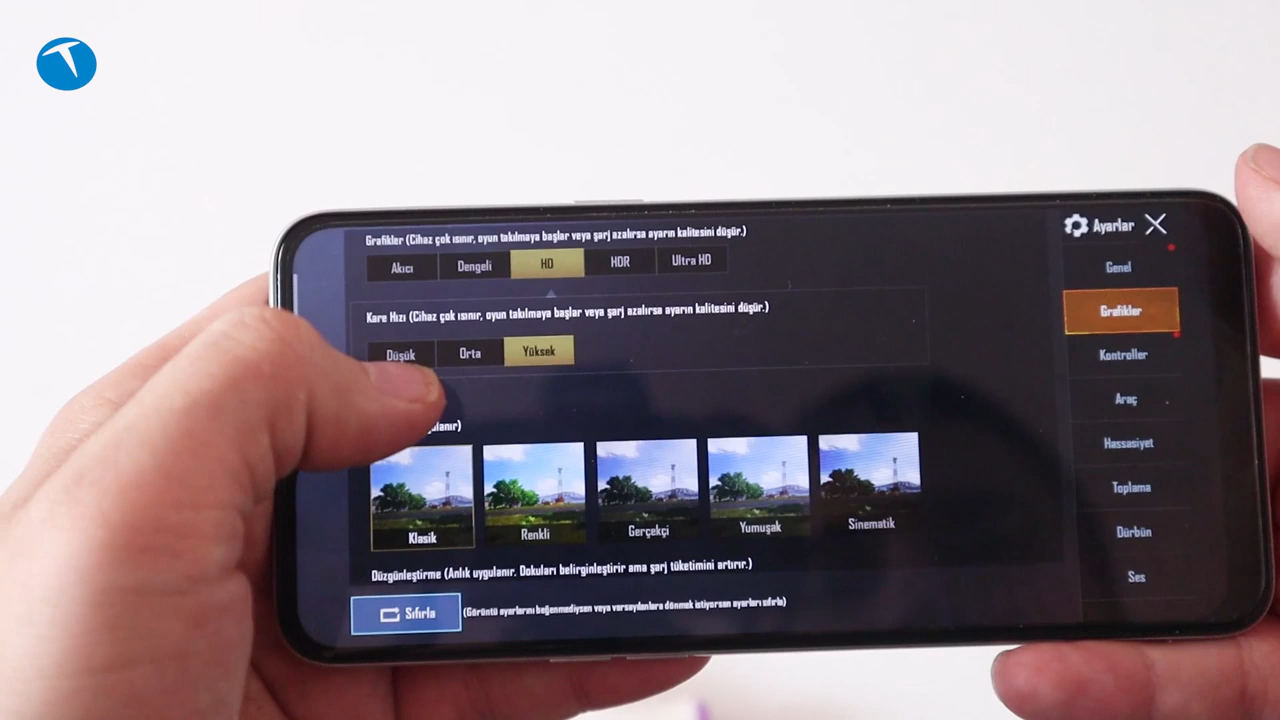 Grafikler (Cihaz çok ısınır, oyun takılmaya başlar veya şarj azalırsa ayarın kalitesini düşür.)
Akıcı Dengeli HD HDR Ultra HD
Kare Hızı (Cihaz çok ısınır, oyun takılmaya başlar veya şarj azalırsa ayarın kalitesini düşür.)
Düşük Orta Yüksek
Klasik Renkli Gerçekçi Yumuşak Sinematik
Düzgünleştirme (Anlık uygulanır. Dokuları belirginleştirir ama şarj tüketimini artırır.)
Sıfırla (Görüntü ayarlarını beğenmediysen veya varsayılanlara dönmek istiyorsan ayarları sıfırla)
Ayarlar
Genel
Grafikler
Kontroller
Araç
Hassasiyet
Toplama
Dürbün
Ses